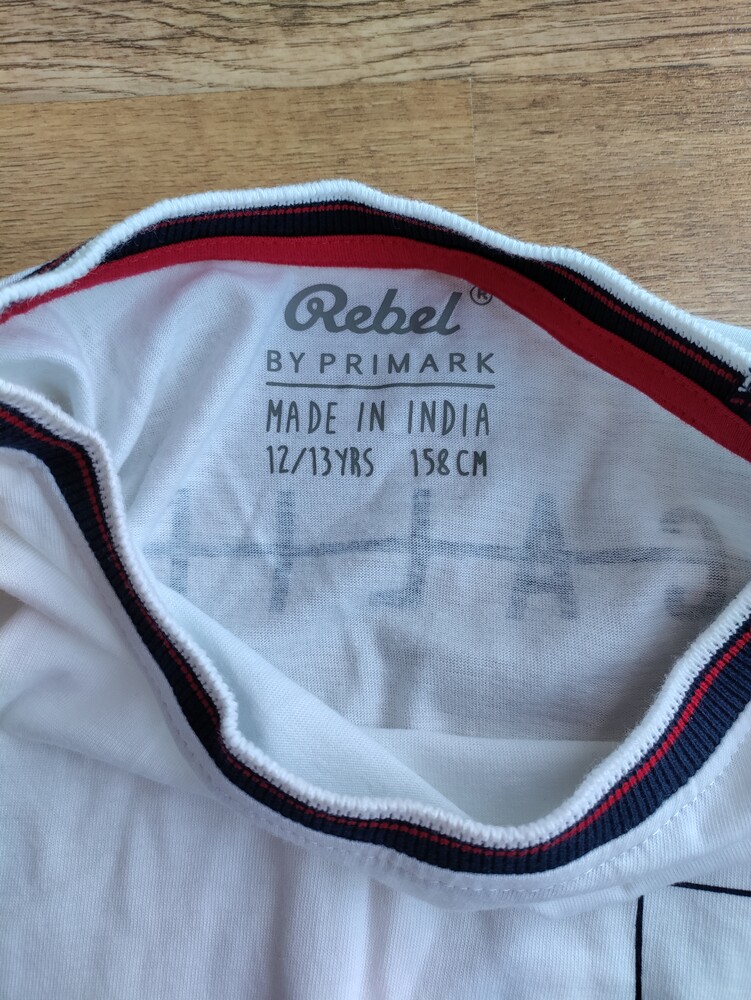 Rebel®
BY PRIMARK
MADE IN INDIA
12/13YRS 158CM